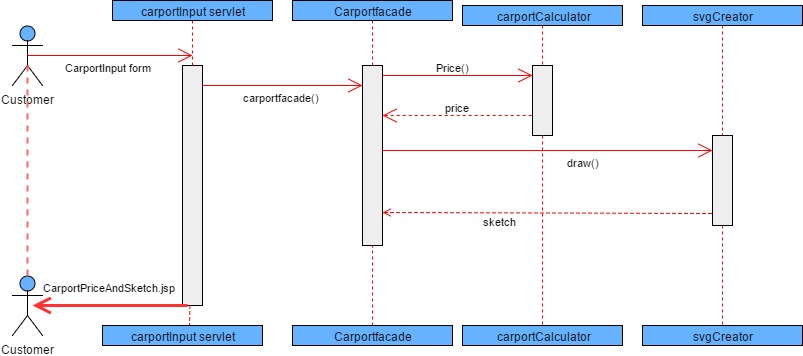 carportInput servlet
Carportfacade
carportCalculator
svgCreator
CarportInput form
Price()
Customer
carportfacade()
price
draw()
sketch
CarportPriceAndSketch.jsp
Customer
carportInput servlet
Carportfacade
carportCalculator
svgCreator